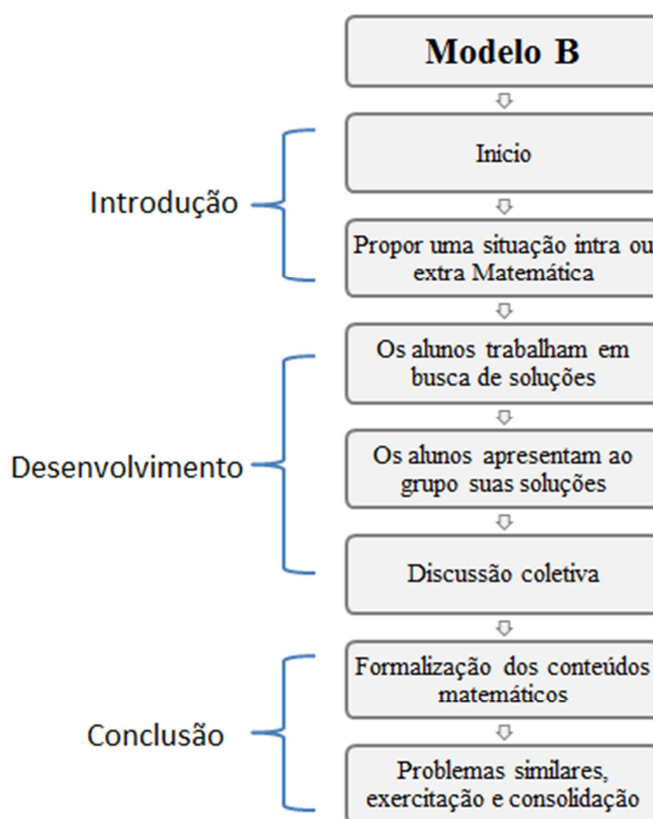 Modelo B
Início
Introdução
Propor uma situação intra ou
extra Matemática
Os alunos trabalham em
busca de soluções
Desenvolvimento
Os alunos apresentam ao
grupo suas soluções
Discussão coletiva
Formalização dos conteúdos
matemáticos
Conclusão
Problemas similares,
exercitação e consolidação